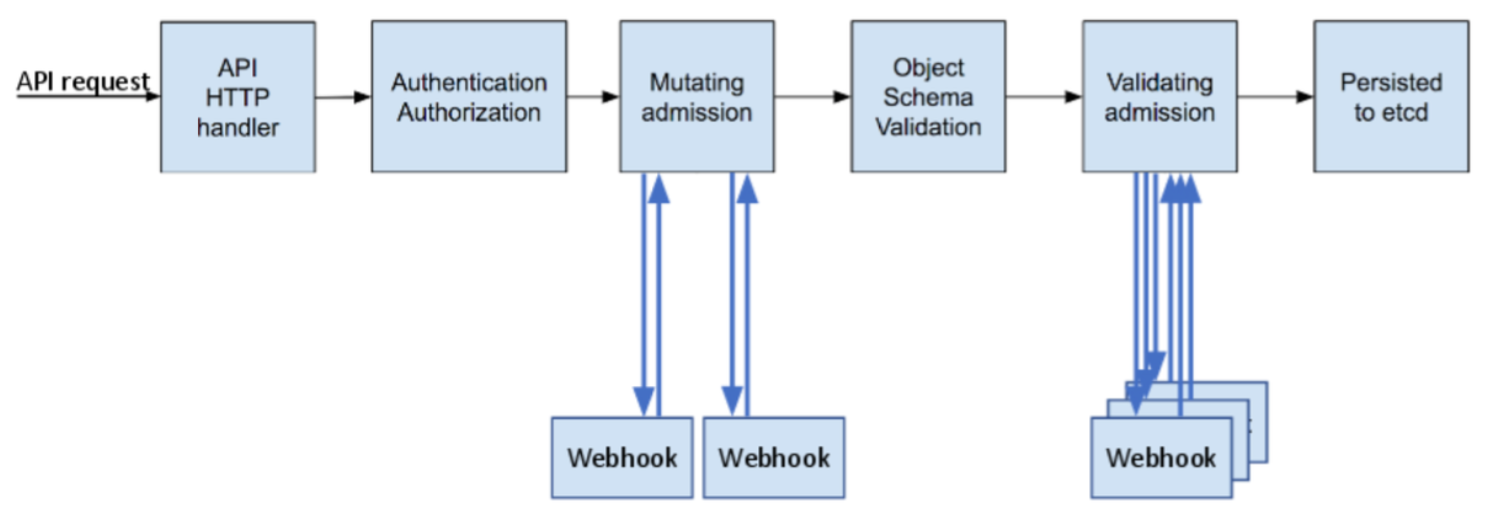 API request
API
HTTP
handler
Authentication
Authorization
Mutating
admission
Object
Schema
Validation
Validating
admission
Persisted
to etcd
Webhook
Webhook
Webhook